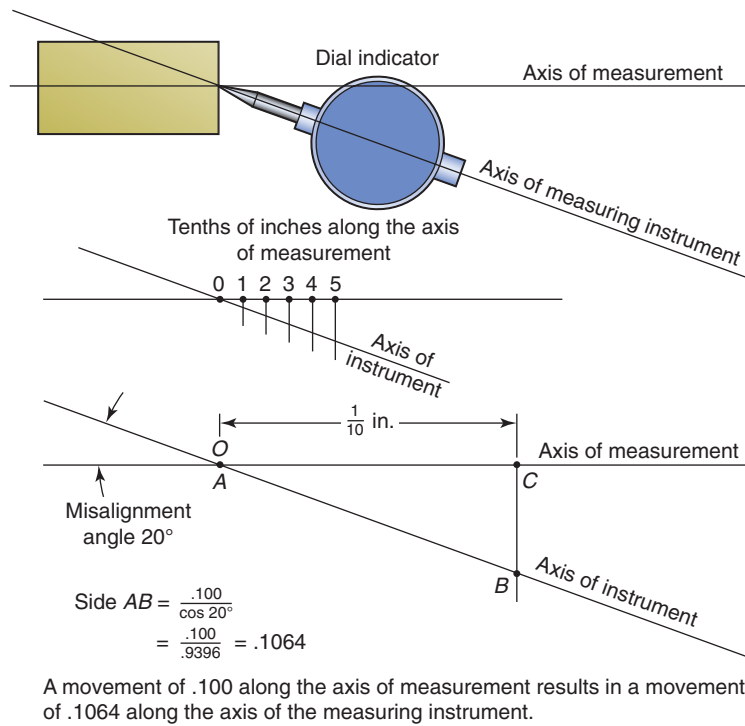 Dial indicator
Axis of measurement
Axis of measuring instrument
Tenths of inches along the axis
of measurement
0 1 2 3 4 5
Axis of
instrument
1/10 in.
O
Axis of measurement
A
C
Misalignment
angle 20°
B
Axis of instrument
Side AB = .100 / cos 20°
= .100 / .9396 = .1064
A movement of .100 along the axis of measurement results in a movement
of .1064 along the axis of the measuring instrument.